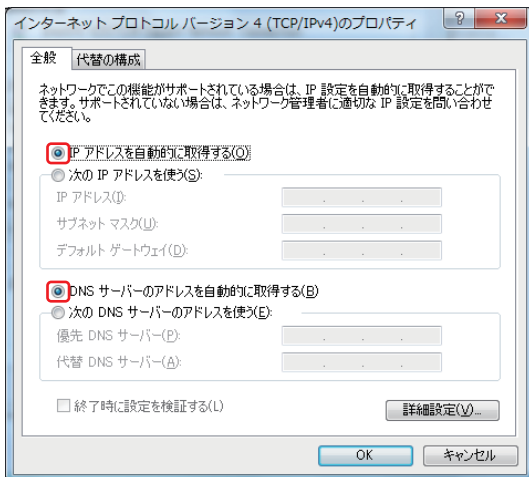 インターネット プロトコル バージョン 4 (TCP/IPv4)のプロパティ
全般
代替の構成
ネットワークでこの機能がサポートされている場合は、IP 設定を自動的に取得することがで
きます。サポートされていない場合は、ネットワーク管理者に適切な IP 設定を問い合わせ
てください。
IP アドレスを自動的に取得する(O)
次の IP アドレスを使う(S):
IP アドレス(I):
サブネット マスク(U):
デフォルト ゲートウェイ(D):
DNS サーバーのアドレスを自動的に取得する(B)
次の DNS サーバーのアドレスを使う(E):
優先 DNS サーバー(P):
代替 DNS サーバー(A):
終了時に設定を検証する(L)
詳細設定(V)...
OK
キャンセル